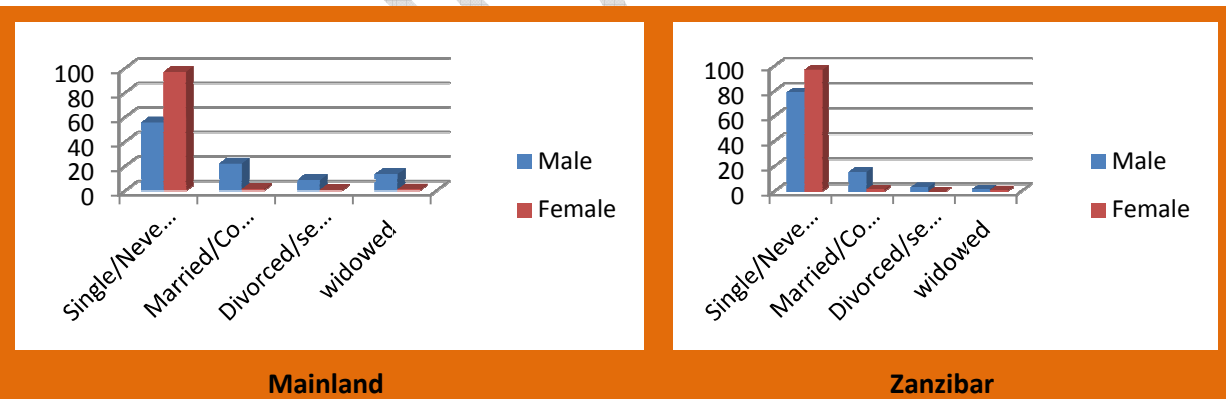 100
80
60
40
20
0
Single/Neve...
Married/Co...
Divorced/se...
widowed
Male
Female
Mainland
100
80
60
40
20
0
Single/Neve...
Married/Co...
Divorced/se...
widowed
Male
Female
Zanzibar